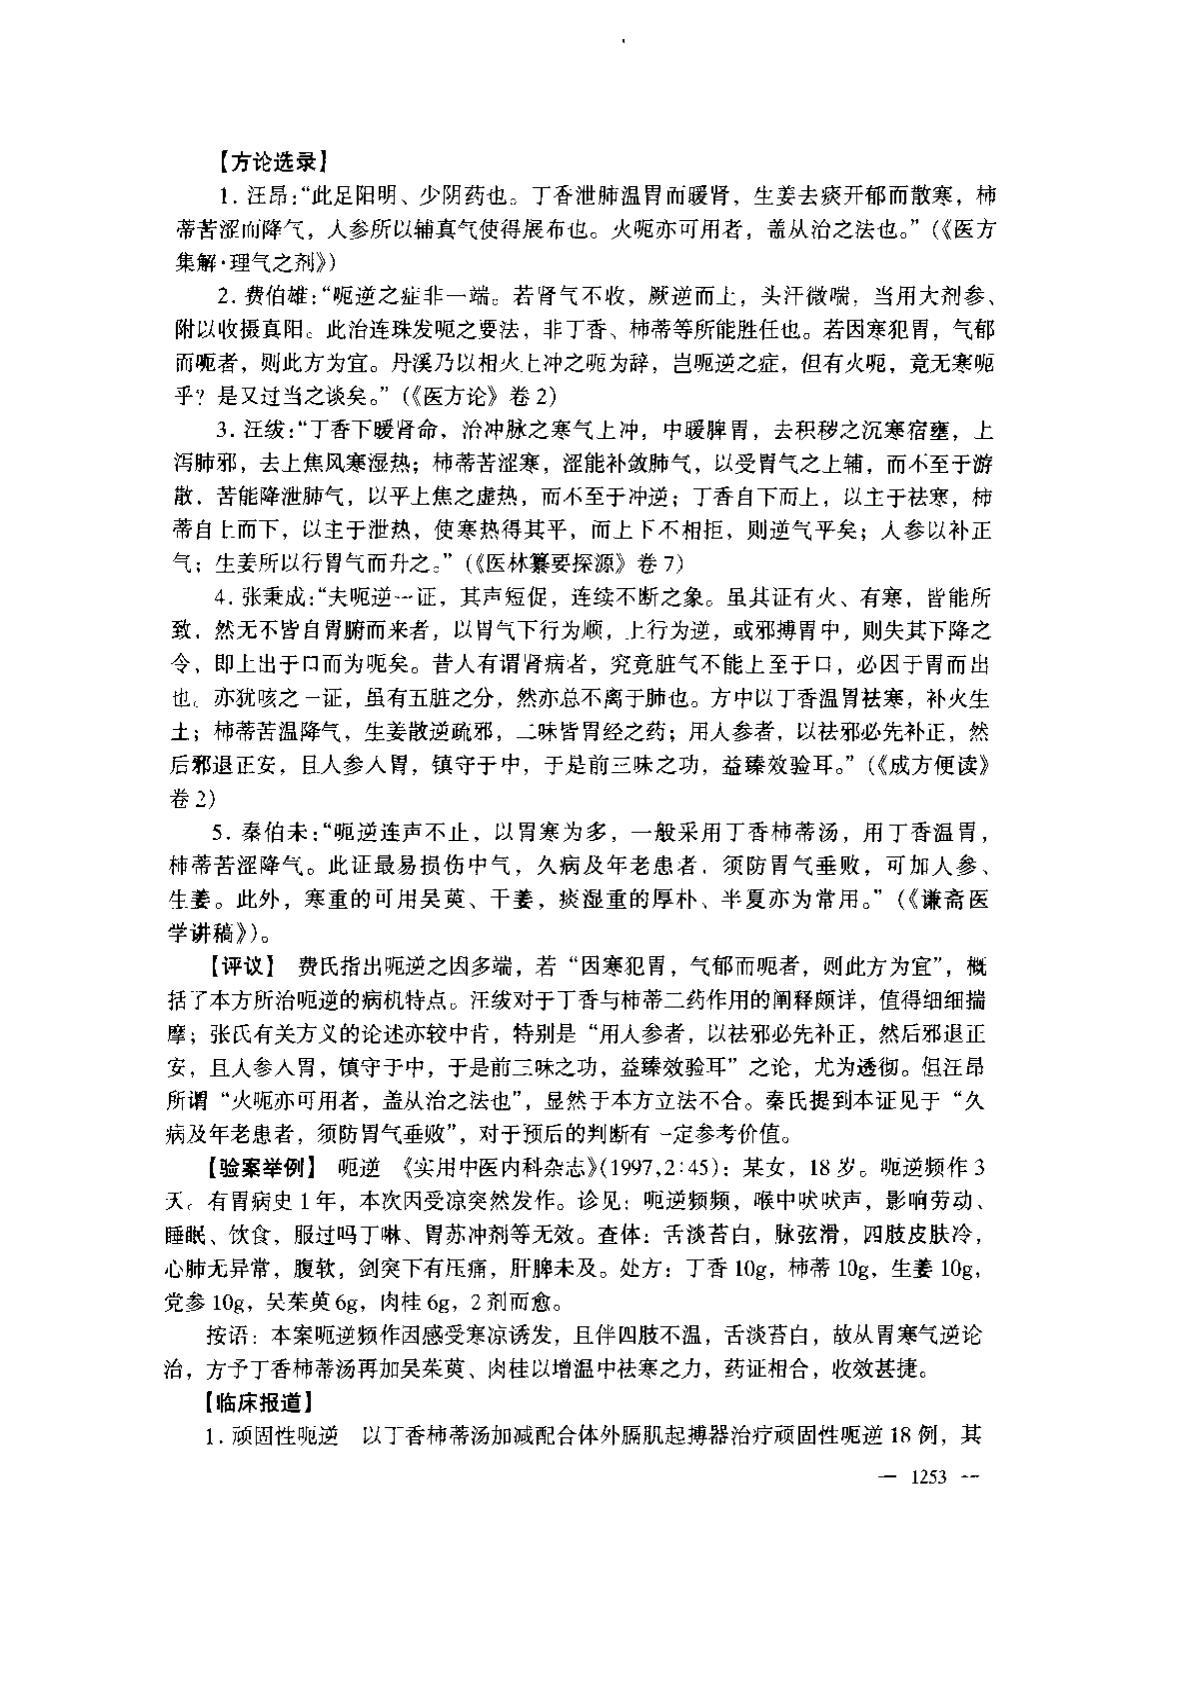 【方论选录】
1. 汪昂:“此足阳明、少阴药也。丁香泄肺温胃而暖肾，生姜去痰开郁而散寒，柿
蒂苦涩而降气，人参所以辅真气使得展布也。火呃亦可用者，盖从治之法也。”(《医方
集解·理气之剂》)
2. 费伯雄:“呃逆之症非一端。若肾气不收，厥逆而上，头汗微喘，当用大剂参、
附以收摄真阳。此治连珠发呃之要法，非丁香、柿蒂等所能胜任也。若因寒犯胃，气郁
而呃者，则此方为宜。丹溪乃以相火上冲之呃为辞，岂呃逆之症，但有火呃，竟无寒呃
乎？是又过当之谈矣。”(《医方论》卷 2)
3. 汪绂:“丁香下暖肾命，治冲脉之寒气上冲，中暖脾胃，去积秽之沉寒宿壅，上
泻肺邪，去上焦风寒湿热；柿蒂苦涩寒，涩能补敛肺气，以受胃气之上辅，而不至于游
散，苦能降泄肺气，以平上焦之虚热，而不至于冲逆；丁香自下而上，以主于祛寒，柿
蒂自上而下，以主于泄热，使寒热得其平，而上下不相拒，则逆气平矣；人参以补正
气；生姜所以行胃气而升之。”(《医林纂要探源》卷 7)
4. 张秉成:“夫呃逆一证，其声短促，连续不断之象。虽其证有火、有寒，皆能所
致，然无不皆自胃腑而来者，以胃气下行为顺，上行为逆，或邪搏胃中，则失其下降之
令，即上出于口而为呃矣。昔人有谓肾病者，究竟脏气不能上至于口，必因于胃而出
也。亦犹咳之一证，虽有五脏之分，然亦总不离于肺也。方中以丁香温胃祛寒，补火生
土；柿蒂苦温降气，生姜散逆疏邪，二味皆胃经之药；用人参者，以祛邪必先补正，然
后邪退正安，且人参入胃，镇守于中，于是前三味之功，益臻效验耳。”(《成方便读》
卷 2)
5. 秦伯未:“呃逆连声不止，以胃寒为多，一般采用丁香柿蒂汤，用丁香温胃，
柿蒂苦涩降气。此证最易损伤中气，久病及年老患者，须防胃气垂败，可加人参、
生姜。此外，寒重的可用吴萸、干姜，痰湿重的厚朴、半夏亦为常用。”(《谦斋医
学讲稿》)。
【评议】 费氏指出呃逆之因多端，若“因寒犯胃，气郁而呃者，则此方为宜”，概
括了本方所治呃逆的病机特点。汪绂对于丁香与柿蒂二药作用的阐释颇详，值得细细揣
摩；张氏有关方义的论述亦较中肯，特别是“用人参者，以祛邪必先补正，然后邪退正
安，且人参入胃，镇守于中，于是前三味之功，益臻效验耳”之论，尤为透彻。但汪昂
所谓“火呃亦可用者，盖从治之法也”，显然于本方立法不合。秦氏提到本证见于“久
病及年老患者，须防胃气垂败”，对于预后的判断有一定参考价值。
【验案举例】 呃逆 《实用中医内科杂志》(1997,2:45)：某女，18 岁。呃逆频作 3
天。有胃病史 1 年，本次因受凉突然发作。诊见：呃逆频频，喉中吠吠声，影响劳动、
睡眠、饮食，服过吗丁啉、胃苏冲剂等无效。查体：舌淡苔白，脉弦滑，四肢皮肤冷，
心肺无异常，腹软，剑突下有压痛，肝脾未及。处方：丁香 10g，柿蒂 10g，生姜 10g，
党参 10g，吴茱萸 6g，肉桂 6g，2 剂而愈。
按语：本案呃逆频作因感受寒凉诱发，且伴四肢不温，舌淡苔白，故从胃寒气逆论
治，方予丁香柿蒂汤再加吴茱萸、肉桂以增温中祛寒之力，药证相合，收效甚捷。
【临床报道】
1. 顽固性呃逆 以丁香柿蒂汤加减配合体外膈肌起搏器治疗顽固性呃逆 18 例，其
— 1253 —